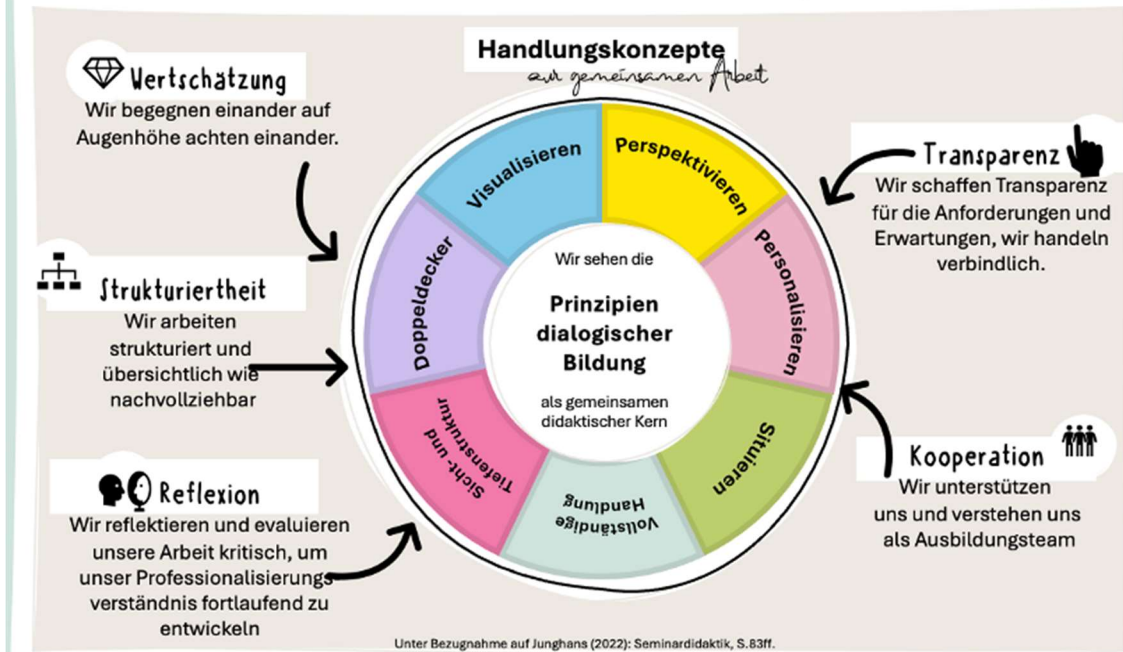 Handlungskonzepte
zur gemeinsamen Arbeit
Wertschätzung
Wir begegnen einander auf
Augenhöhe achten einander.
Strukturiertheit
Wir arbeiten
strukturiert und
übersichtlich wie
nachvollziehbar
Reflexion
Wir reflektieren und evaluieren
unsere Arbeit kritisch, um
unser Professionalisierungs
verständnis fortlaufend zu
entwickeln
Visualisieren
Perspektivieren
Personalisieren
Situieren
Vollständige
Handlung
Sicht- und
Tiefenstruktur
Doppeldecker
Wir sehen die
Prinzipien
dialogischer
Bildung
als gemeinsamen
didaktischer Kern
Transparenz
Wir schaffen Transparenz
für die Anforderungen und
Erwartungen, wir handeln
verbindlich.
Kooperation
Wir unterstützen
uns und verstehen uns
als Ausbildungsteam
Unter Bezugnahme auf Junghans (2022): Seminardidaktik, S.83ff.